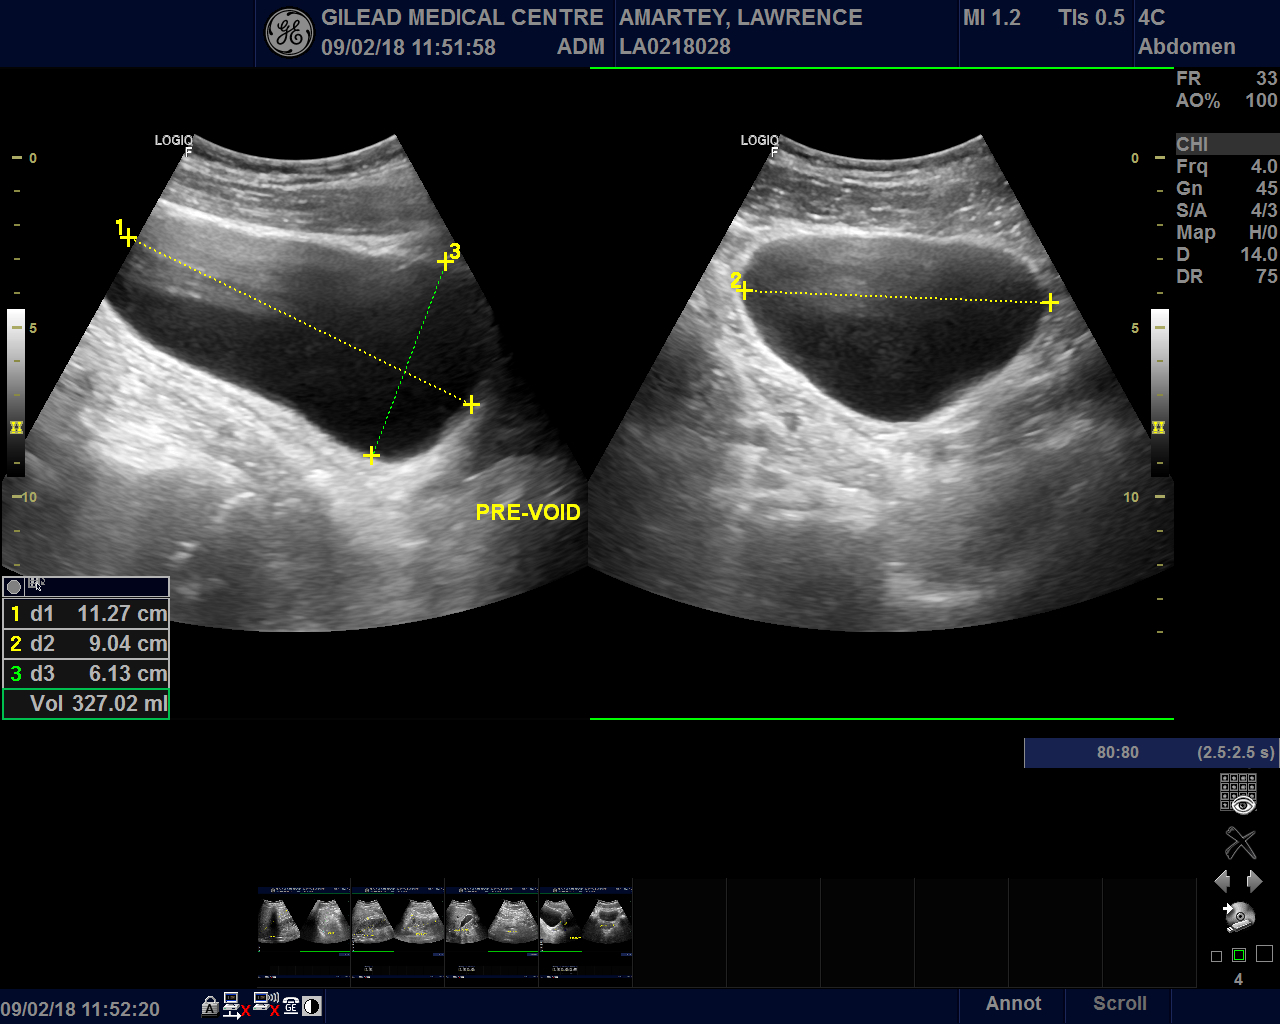 GILEAD MEDICAL CENTRE
09/02/18 11:51:58 ADM
AMARTEY, LAWRENCE
LA0218028
MI 1.2 TIs 0.5
4C
Abdomen
FR 33
AO% 100
CHI
Frq 4.0
Gn 45
S/A 4/3
Map H/0
D 14.0
DR 75
LOGIQ
F
0
5
10
1
3
PRE-VOID
LOGIQ
F
0
5
10
2
1 d1 11.27 cm
2 d2 9.04 cm
3 d3 6.13 cm
Vol 327.02 ml
80:80 (2.5:2.5 s)
4
09/02/18 11:52:20
Annot
Scroll